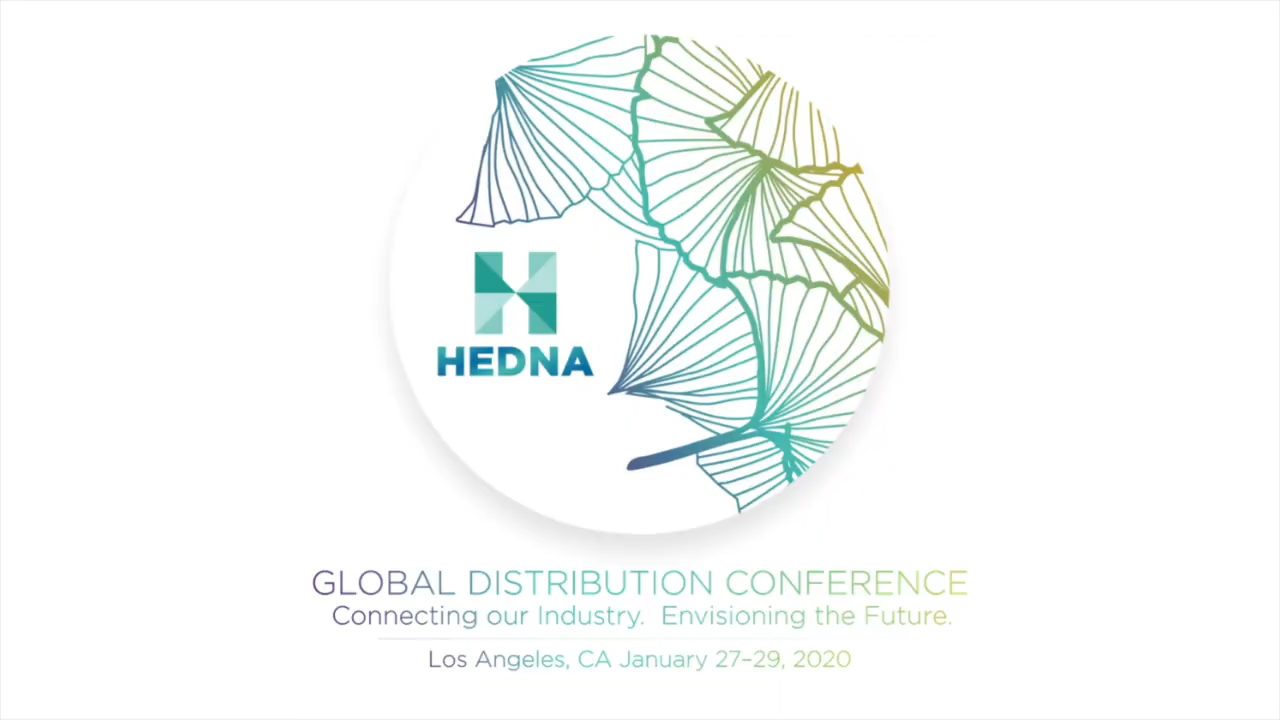 HEDNA
GLOBAL DISTRIBUTION CONFERENCE
Connecting our Industry. Envisioning the Future.
Los Angeles, CA January 27–29, 2020